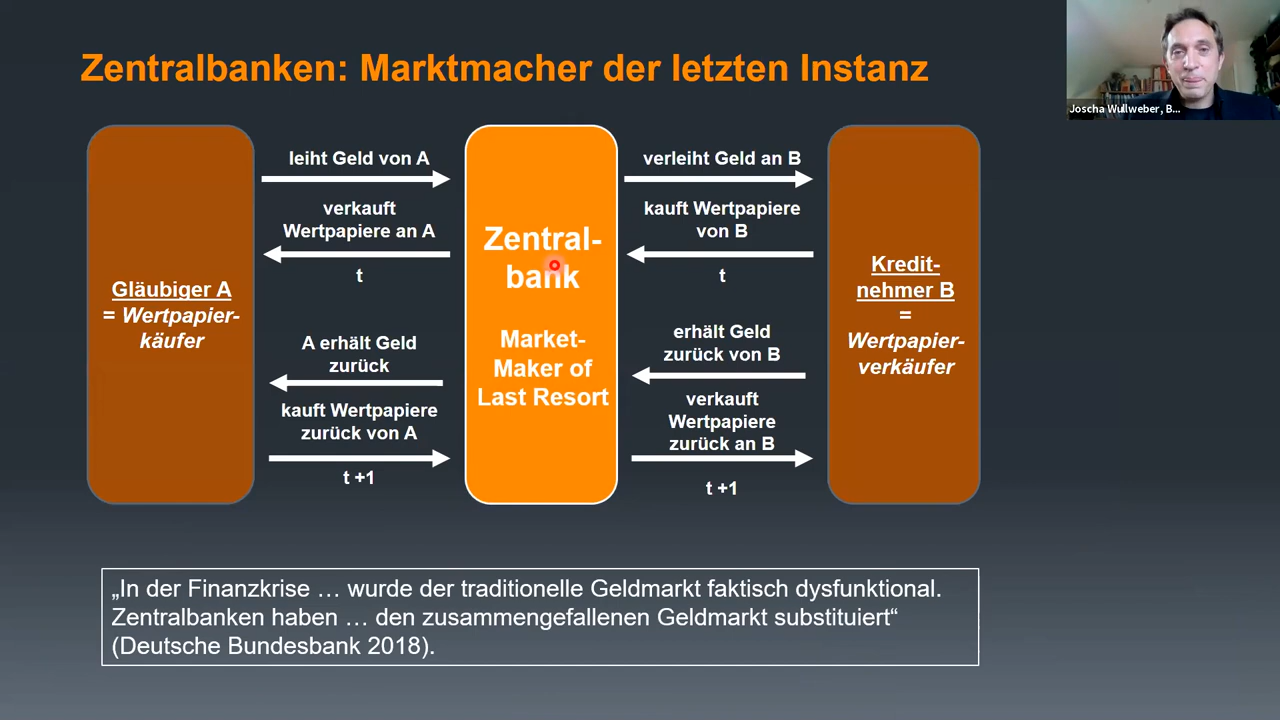 Zentralbanken: Marktmacher der letzten Instanz
Joscha Wullweber, B...
Gläubiger A
= Wertpapier-
käufer
leiht Geld von A
verkauft
Wertpapiere an A
t
A erhält Geld
zurück
kauft Wertpapiere
zurück von A
t +1
Zentral-
bank
Market-
Maker of
Last Resort
verleiht Geld an B
kauft Wertpapiere
von B
t
erhält Geld
zurück von B
verkauft
Wertpapiere
zurück an B
t +1
Kredit-
nehmer B
=
Wertpapier-
verkäufer
„In der Finanzkrise … wurde der traditionelle Geldmarkt faktisch dysfunktional.
Zentralbanken haben … den zusammengefallenen Geldmarkt substituiert“
(Deutsche Bundesbank 2018).